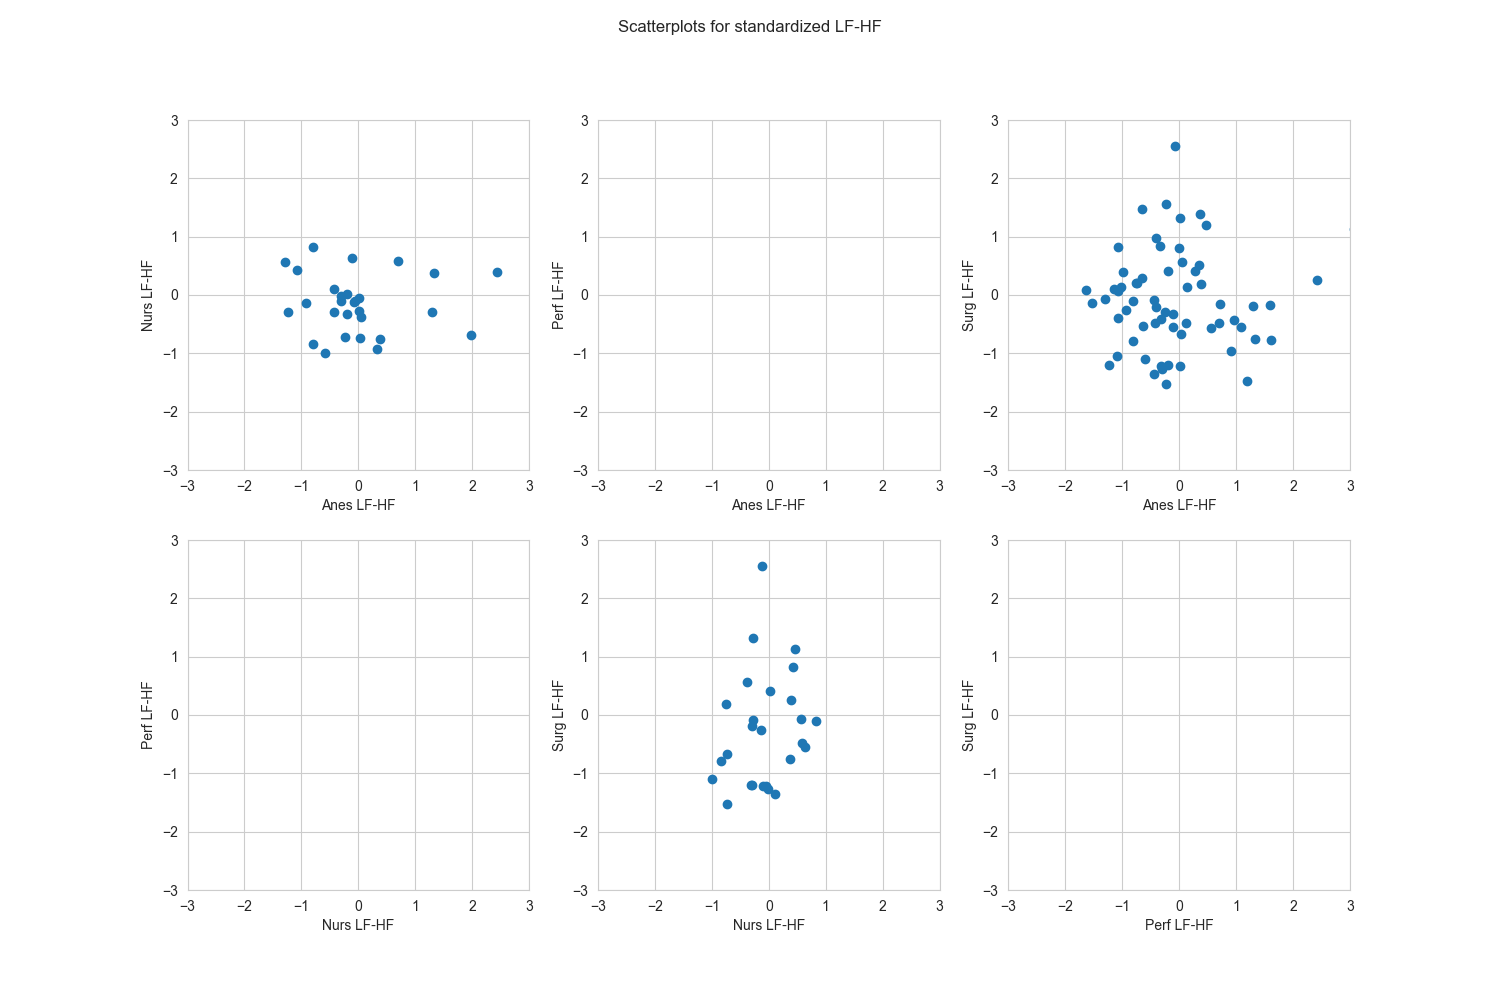 Scatterplots for standardized LF-HF
3
2
1
0
−1
−2
−3
Nurs LF-HF
−3 −2 −1 0 1 2 3
Anes LF-HF
3
2
1
0
−1
−2
−3
Perf LF-HF
−3 −2 −1 0 1 2 3
Anes LF-HF
3
2
1
0
−1
−2
−3
Surg LF-HF
−3 −2 −1 0 1 2 3
Anes LF-HF
3
2
1
0
−1
−2
−3
Perf LF-HF
−3 −2 −1 0 1 2 3
Nurs LF-HF
3
2
1
0
−1
−2
−3
Surg LF-HF
−3 −2 −1 0 1 2 3
Nurs LF-HF
3
2
1
0
−1
−2
−3
Surg LF-HF
−3 −2 −1 0 1 2 3
Perf LF-HF